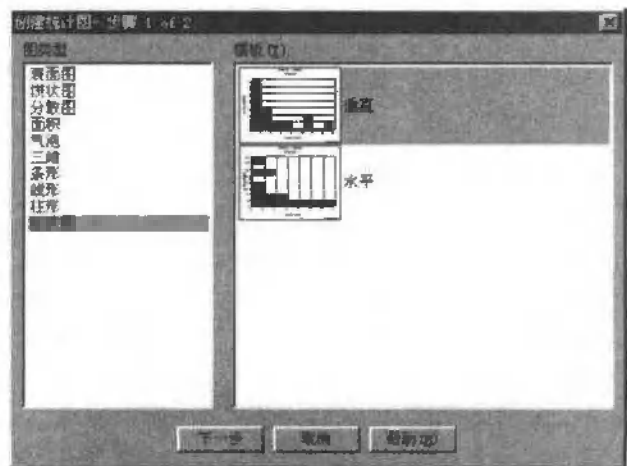 创建统计图- 步骤 1 of 2
图类型
模板(T)
表面图
饼状图
分散图
面积
气泡
三维
条形
线形
柱形
垂直
水平
下一步
取消
帮助(H)